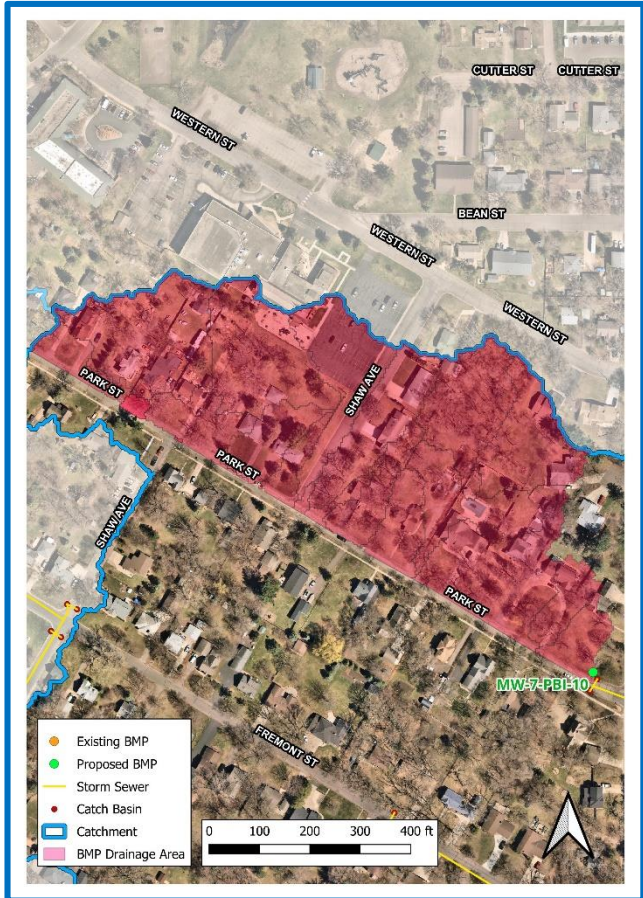 CUTTER ST
CUTTER ST
WESTERN ST
BEAN ST
WESTERN ST
WESTERN ST
SHAW AVE
PARK ST
PARK ST
SHAW AVE
PARK ST
MW-7-PBI-10
FREMONT ST
Existing BMP
Proposed BMP
Storm Sewer
Catch Basin
Catchment
BMP Drainage Area
0 100 200 300 400 ft